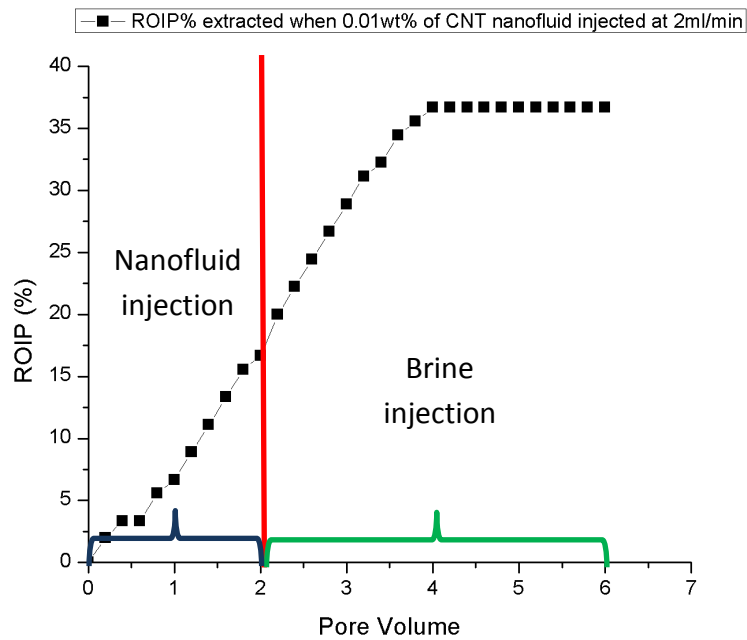 ROIP% extracted when 0.01wt% of CNT nanofluid injected at 2ml/min
40
35
30
25
20
15
10
5
0
ROIP (%)
Nanofluid
injection
Brine
injection
0 1 2 3 4 5 6 7
Pore Volume